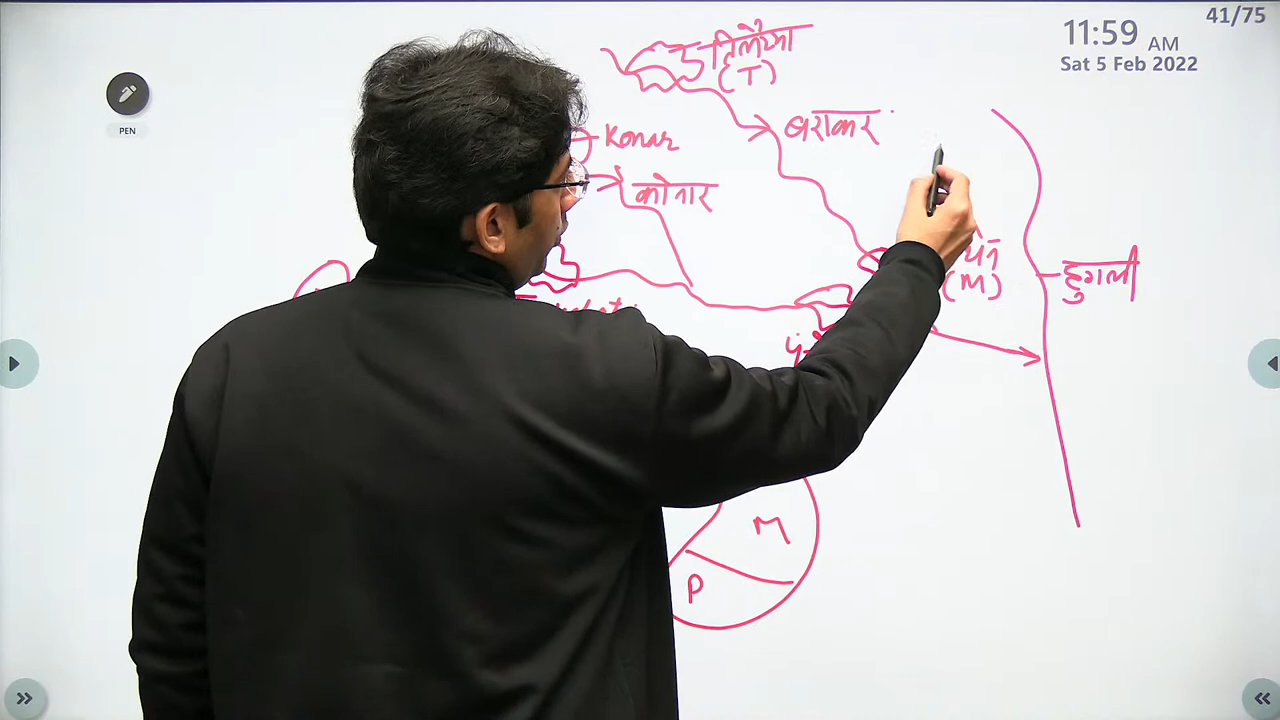 41/75
11:59 AM
Sat 5 Feb 2022
PEN
तिलैया
(T)
बराकर
Konar
कोनार
(M)
हुगली
M
P